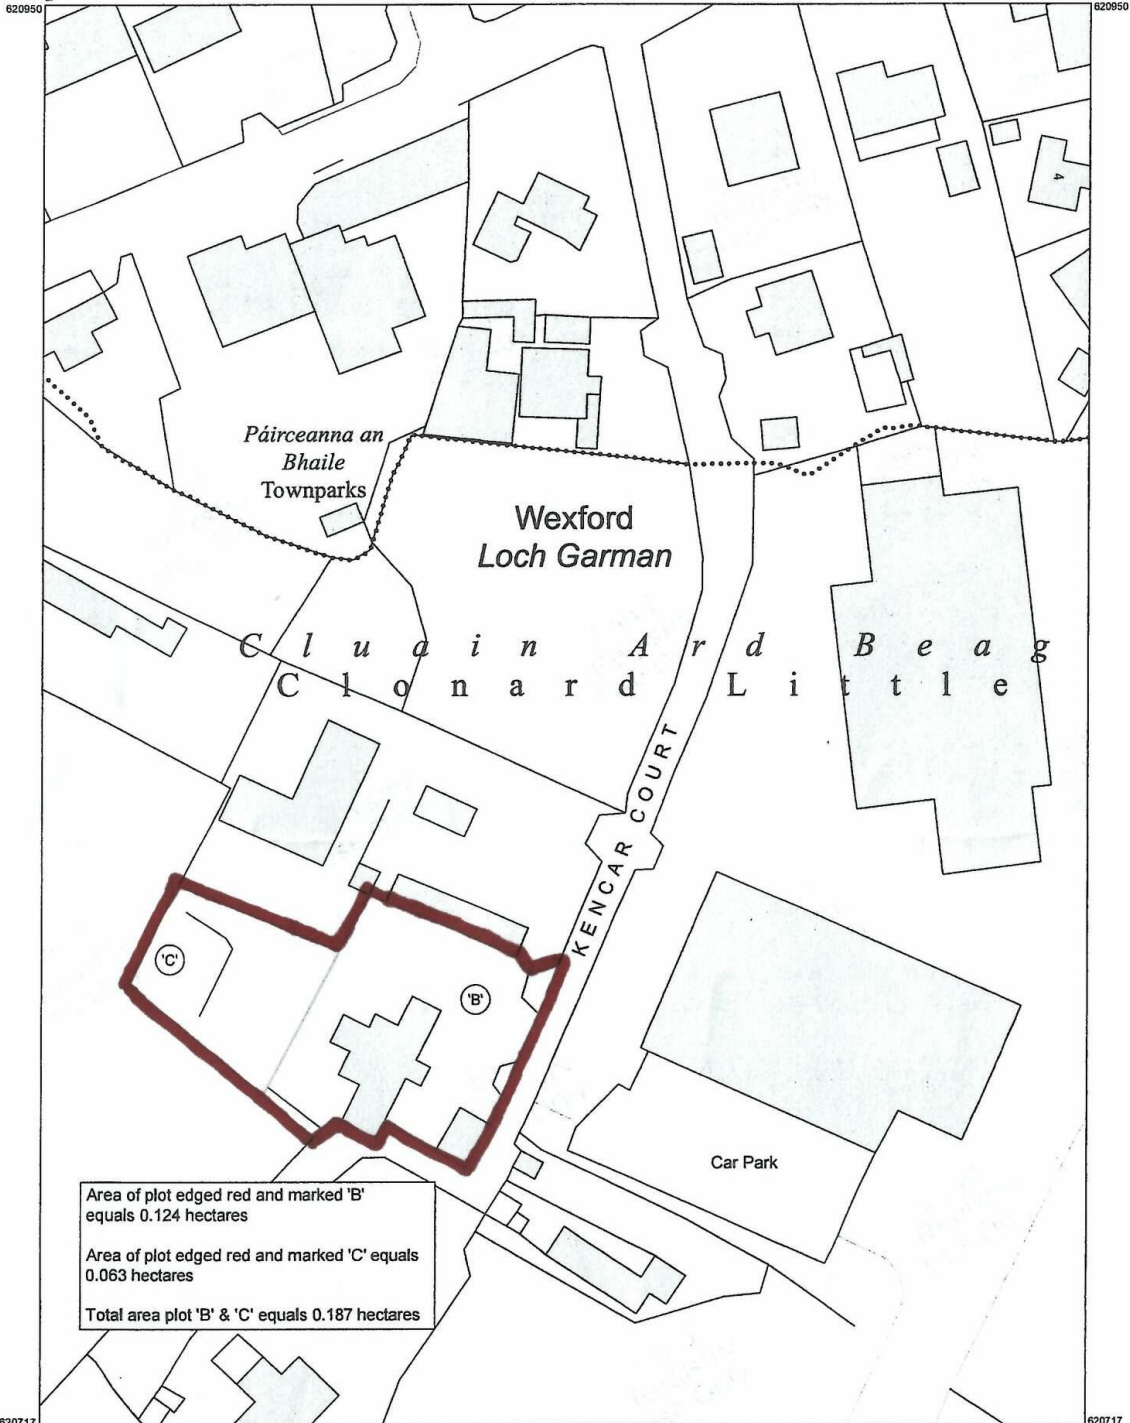 620950
620950
4
Páirceanna an
Bhaile
Townparks
Wexford
Loch Garman
Cluain Ard Beag
Clonard Little
KENCAR COURT
'C'
'B'
Car Park
Area of plot edged red and marked 'B'
equals 0.124 hectares
Area of plot edged red and marked 'C' equals
0.063 hectares
Total area plot 'B' & 'C' equals 0.187 hectares
620717
620717